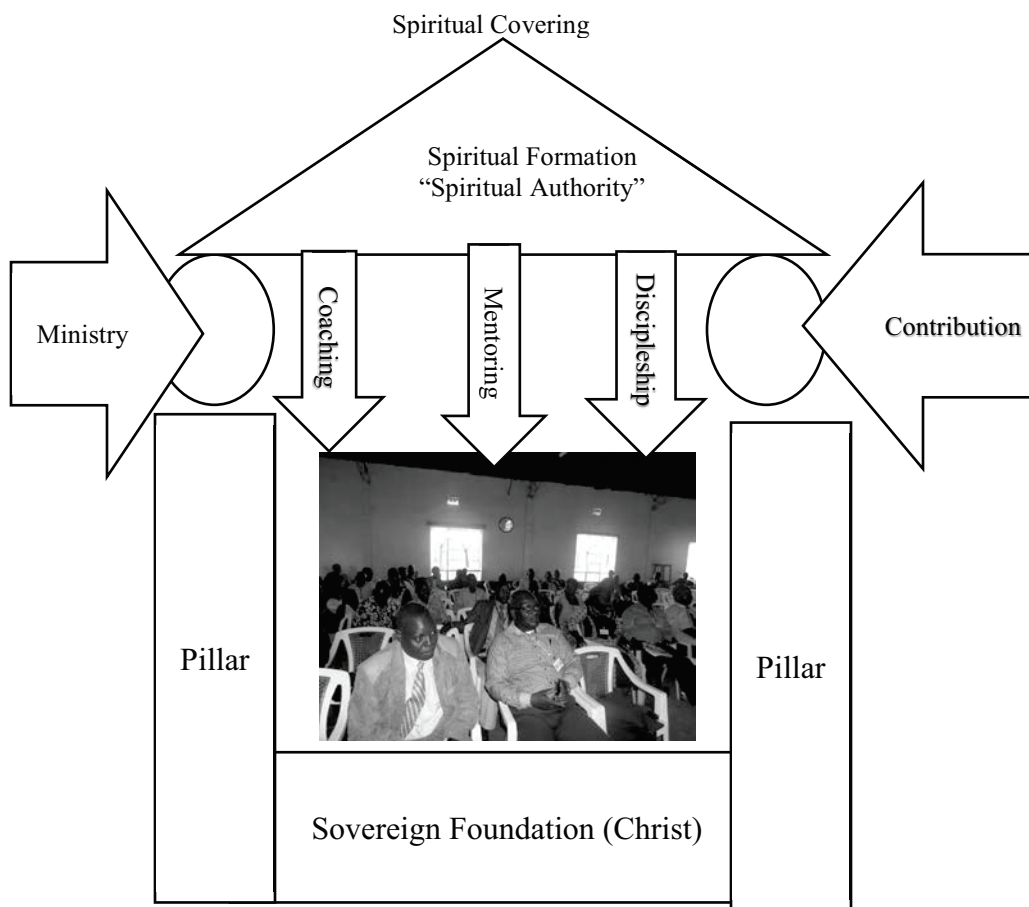 Spiritual Covering
Spiritual Formation
“Spiritual Authority”
Ministry
Coaching
Mentoring
Discipleship
Contribution
Pillar
Pillar
Sovereign Foundation (Christ)